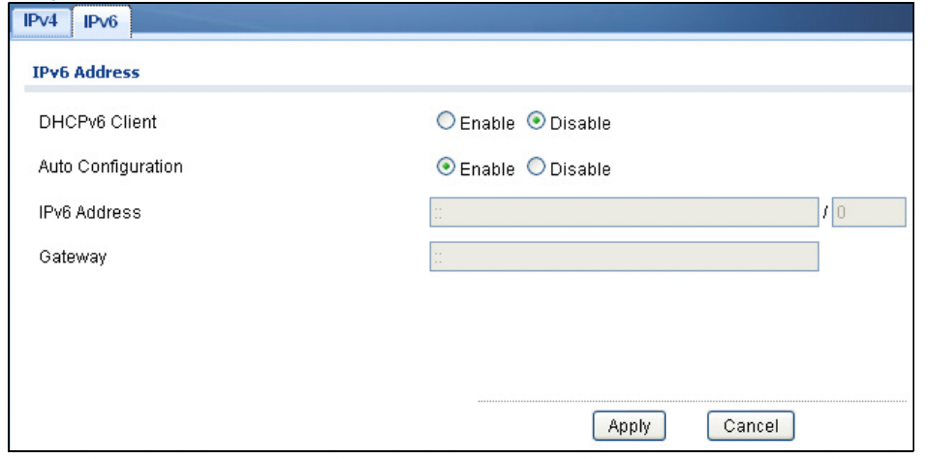 IPv4 IPv6
IPv6 Address
DHCPv6 Client Enable Disable
Auto Configuration Enable Disable
IPv6 Address :: / 0
Gateway ::
Apply Cancel